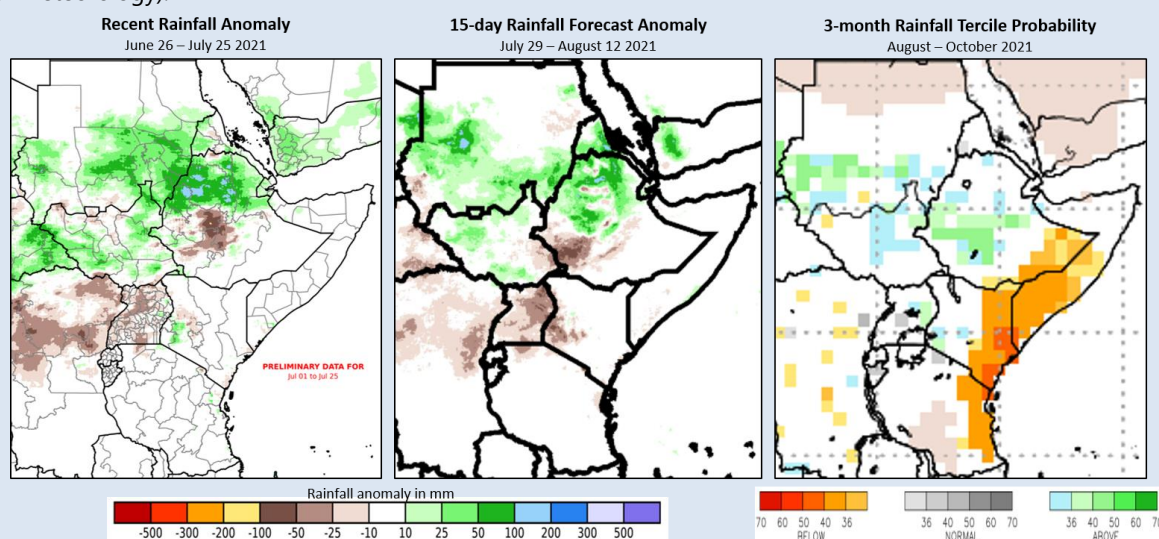 Recent Rainfall Anomaly
June 26 – July 25 2021
15-day Rainfall Forecast Anomaly
July 29 – August 12 2021
3-month Rainfall Tercile Probability
August – October 2021
PRELIMINARY DATA FOR
Jul 01 to Jul 25
Rainfall anomaly in mm
-500 -300 -200 -100 -50 -25 -10 10 25 50 100 200 300 500
70 60 50 40 36
BELOW
36 40 50 60 70
NORMAL
36 40 50 60 70
ABOVE